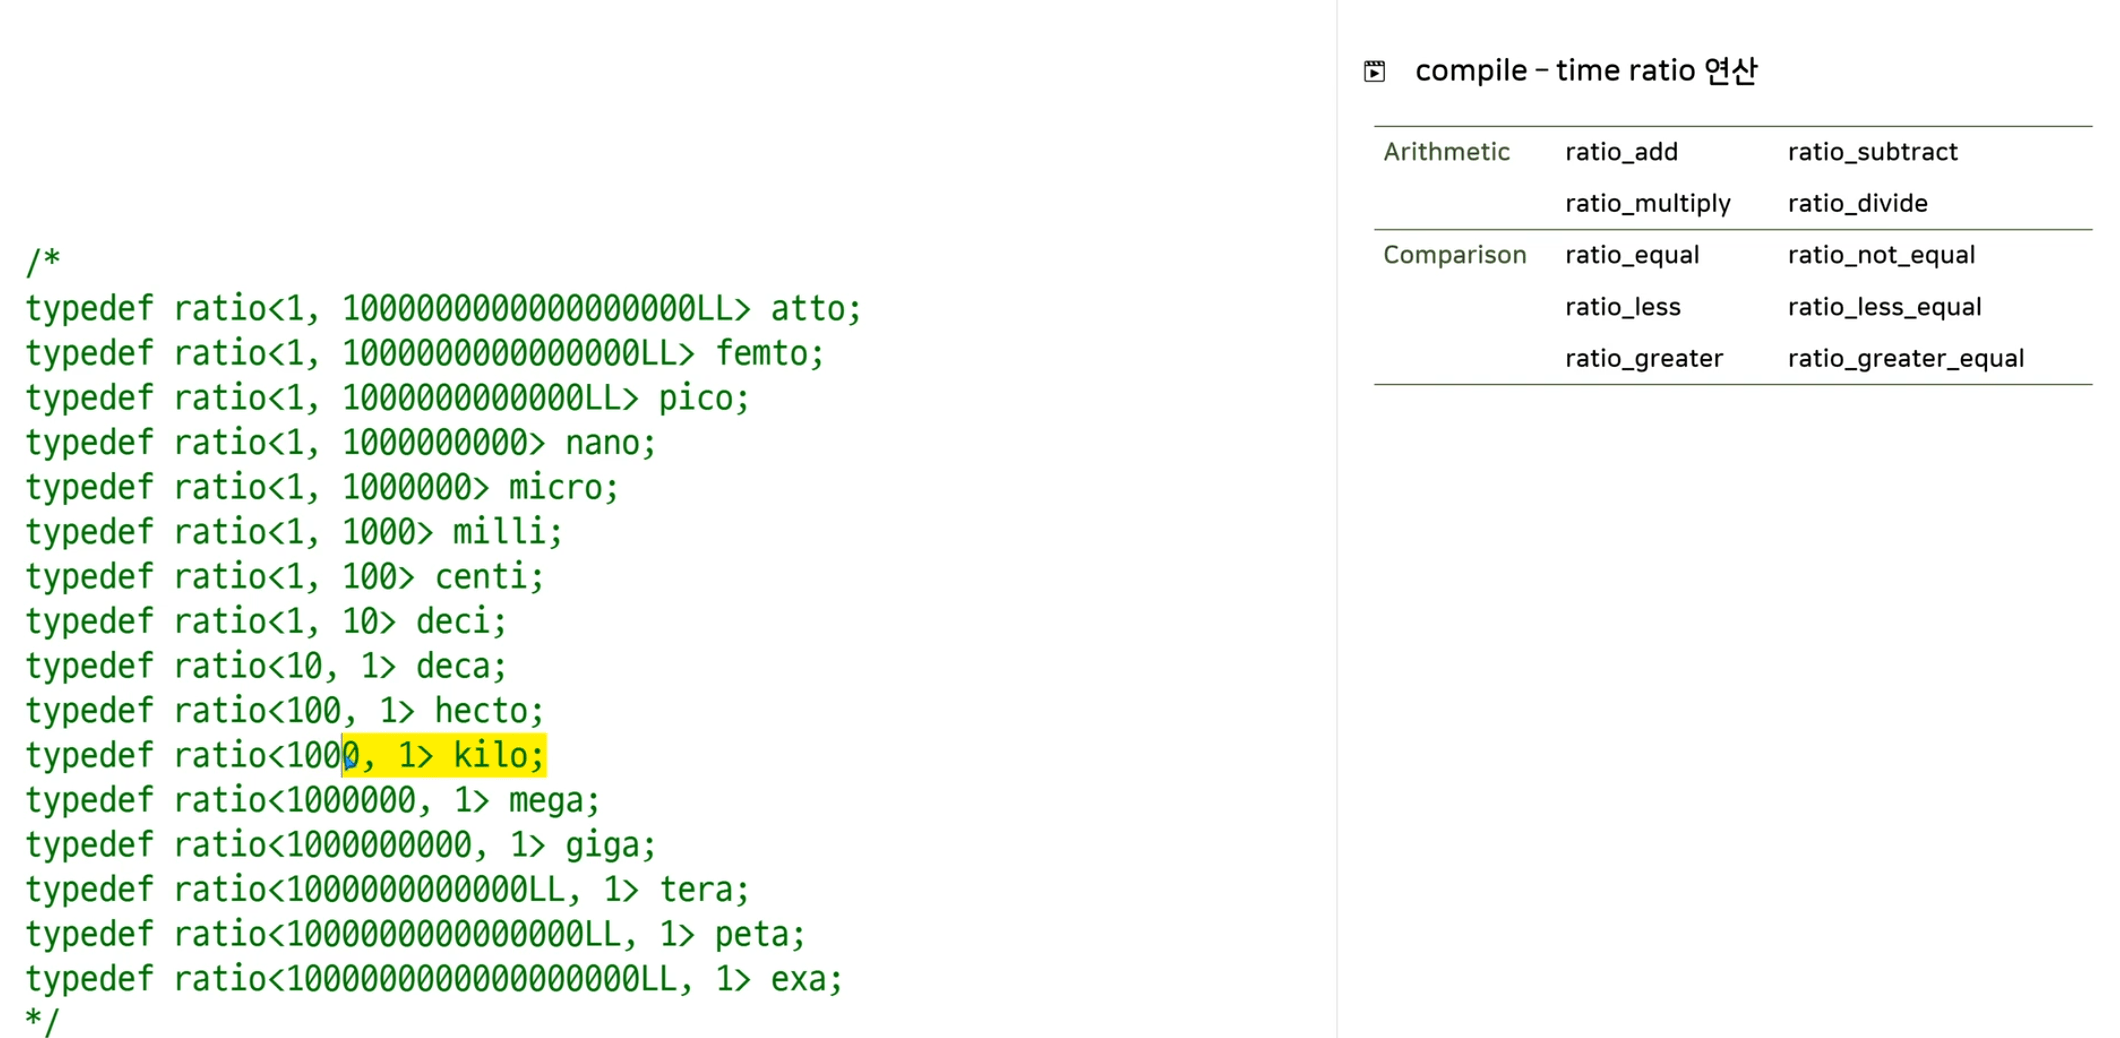 /*
typedef ratio<1, 1000000000000000000LL> atto;
typedef ratio<1, 1000000000000000LL> femto;
typedef ratio<1, 1000000000000LL> pico;
typedef ratio<1, 1000000000> nano;
typedef ratio<1, 1000000> micro;
typedef ratio<1, 1000> milli;
typedef ratio<1, 100> centi;
typedef ratio<1, 10> deci;
typedef ratio<10, 1> deca;
typedef ratio<100, 1> hecto;
typedef ratio<1000, 1> kilo;
typedef ratio<1000000, 1> mega;
typedef ratio<1000000000, 1> giga;
typedef ratio<1000000000000LL, 1> tera;
typedef ratio<1000000000000000LL, 1> peta;
typedef ratio<1000000000000000000LL, 1> exa;
*/
compile - time ratio 연산
Arithmetic ratio_add ratio_subtract
ratio_multiply ratio_divide
Comparison ratio_equal ratio_not_equal
ratio_less ratio_less_equal
ratio_greater ratio_greater_equal